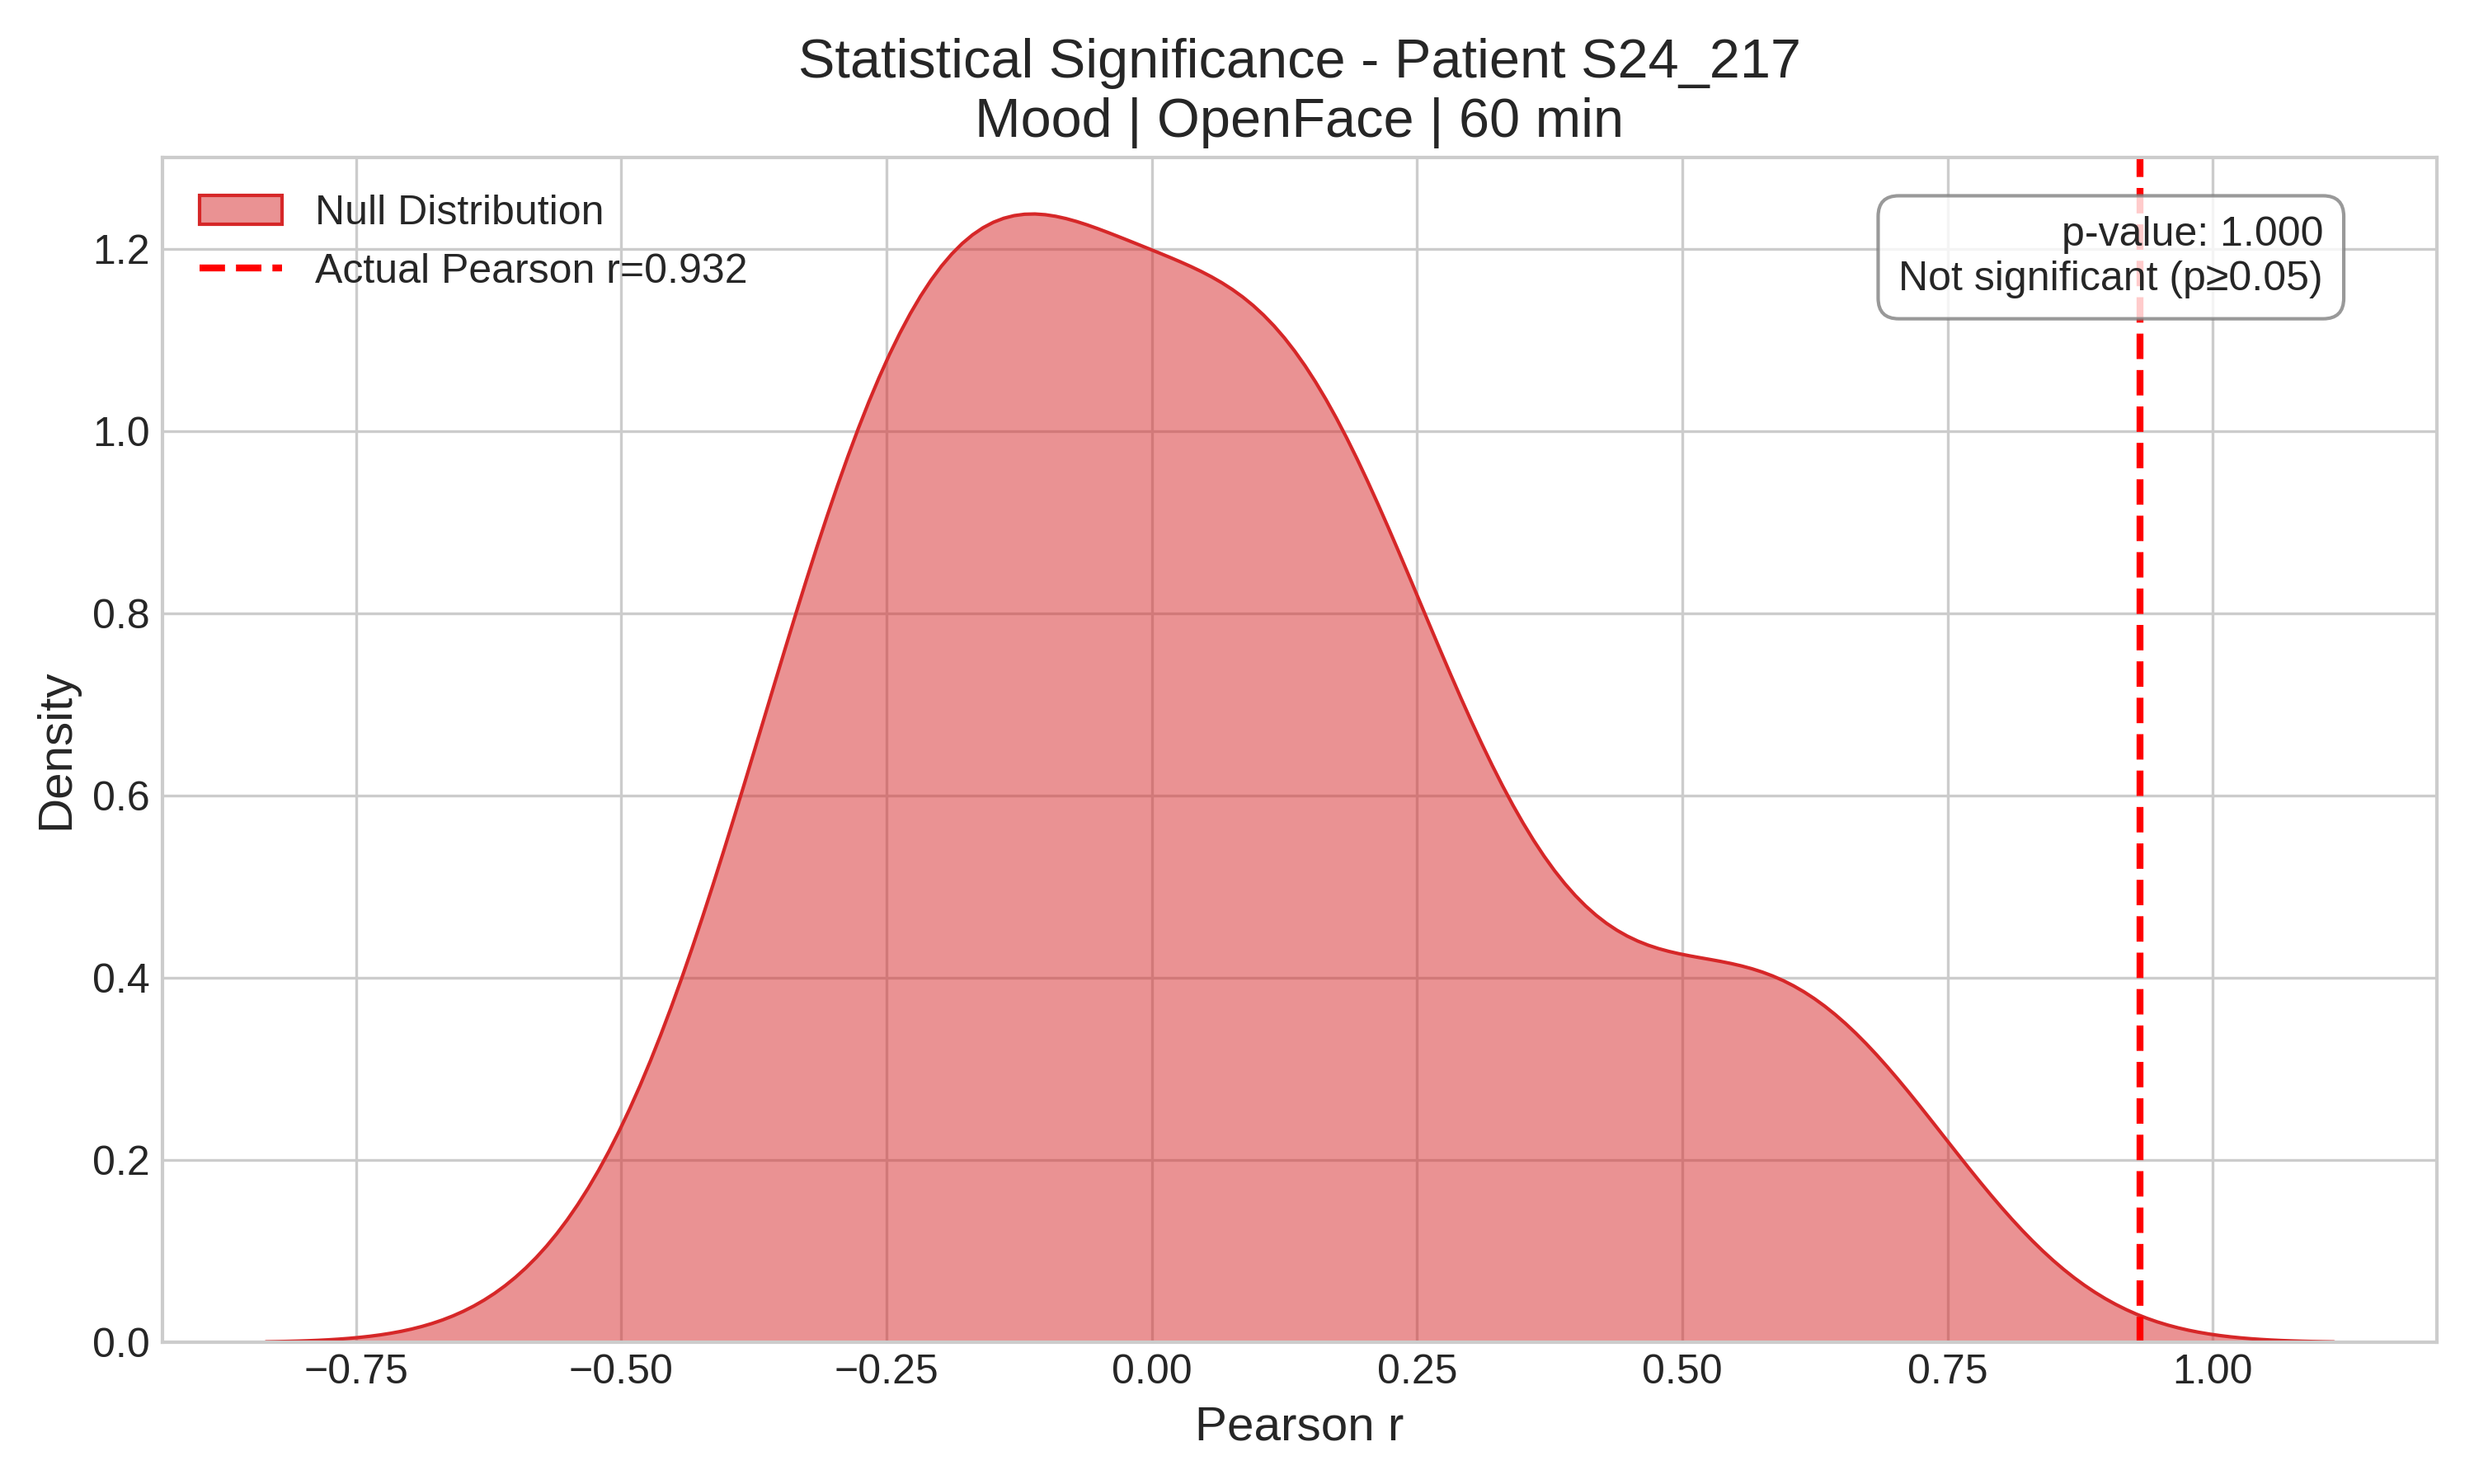 Statistical Significance - Patient S24_217
Mood | OpenFace | 60 min
Null Distribution
Actual Pearson r=0.932
p-value: 1.000
Not significant (p≥0.05)
Density
1.2
1.0
0.8
0.6
0.4
0.2
0.0
−0.75 −0.50 −0.25 0.00 0.25 0.50 0.75 1.00
Pearson r